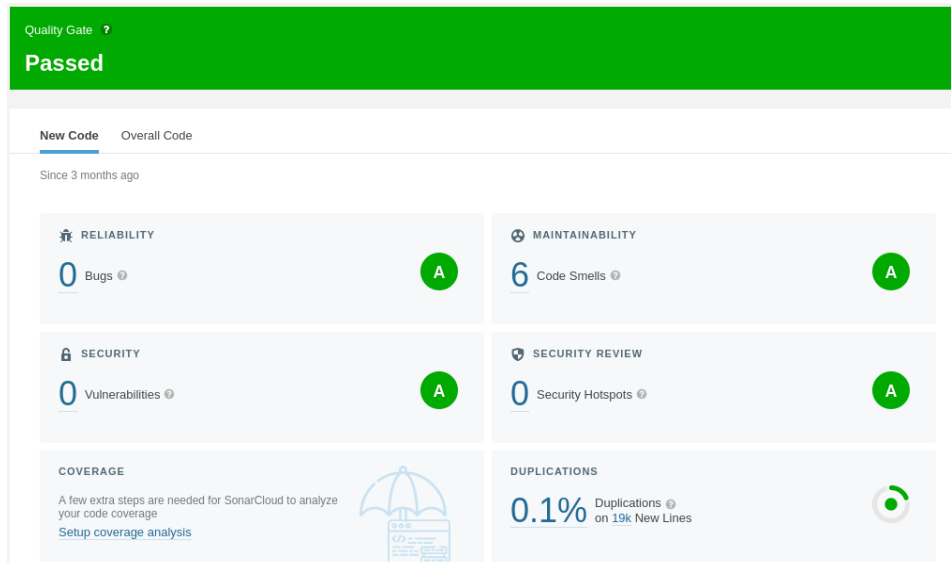 Quality Gate ?
Passed
New Code Overall Code
Since 3 months ago
RELIABILITY
0 Bugs ?
A
MAINTAINABILITY
6 Code Smells ?
A
SECURITY
0 Vulnerabilities ?
A
SECURITY REVIEW
0 Security Hotspots ?
A
COVERAGE
A few extra steps are needed for SonarCloud to analyze
your code coverage
Setup coverage analysis
</>
DUPLICATIONS
0.1% Duplications ?
on 19k New Lines